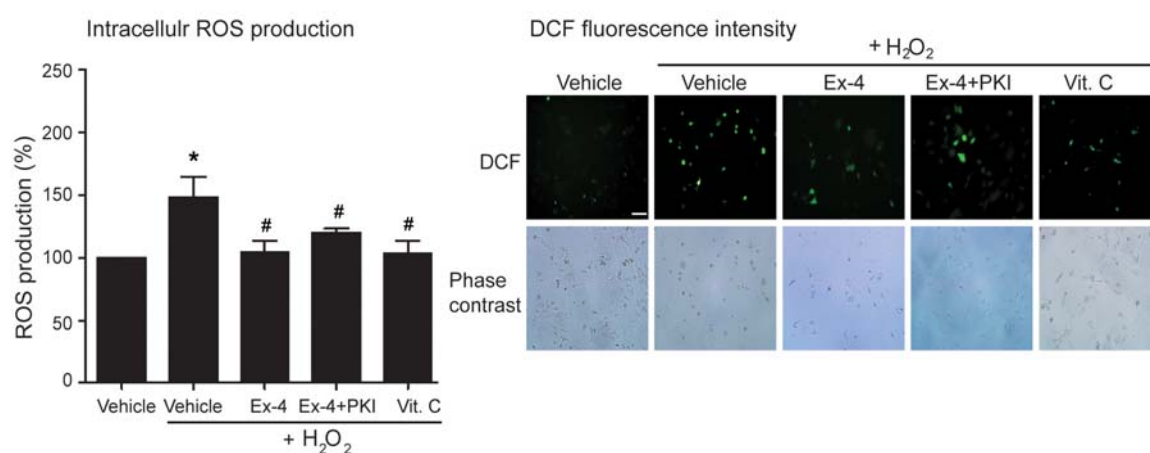 Intracellulr ROS production
250
200
150
100
50
0
ROS production (%)
*
#
#
#
Vehicle
Vehicle
Ex-4
Ex-4+PKI
Vit. C
+ H₂O₂
DCF fluorescence intensity
+ H₂O₂
Vehicle
Vehicle
Ex-4
Ex-4+PKI
Vit. C
DCF
Phase
contrast